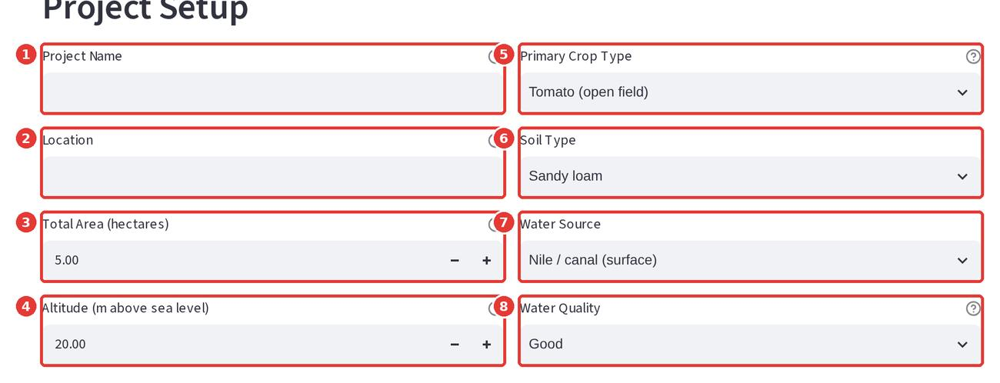 Project Setup
1 Project Name
5 Primary Crop Type ?
Tomato (open field)
2 Location
6 Soil Type
Sandy loam
3 Total Area (hectares)
7 Water Source
5.00 − +
Nile / canal (surface)
4 Altitude (m above sea level)
8 Water Quality ?
20.00 − +
Good